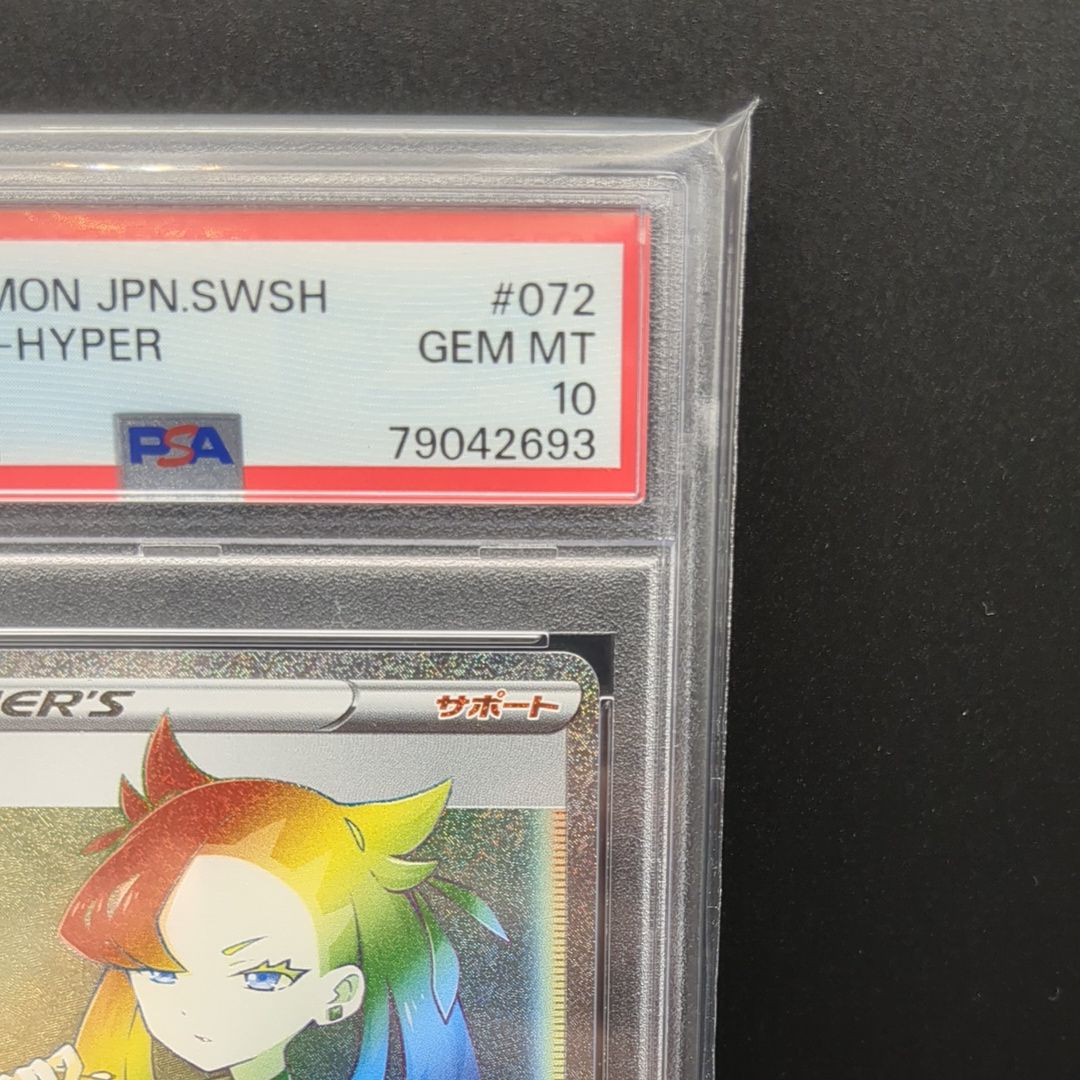 MON JPN.SWSH #072
-HYPER GEM MT
10
PSA 79042693
ER'S サポート